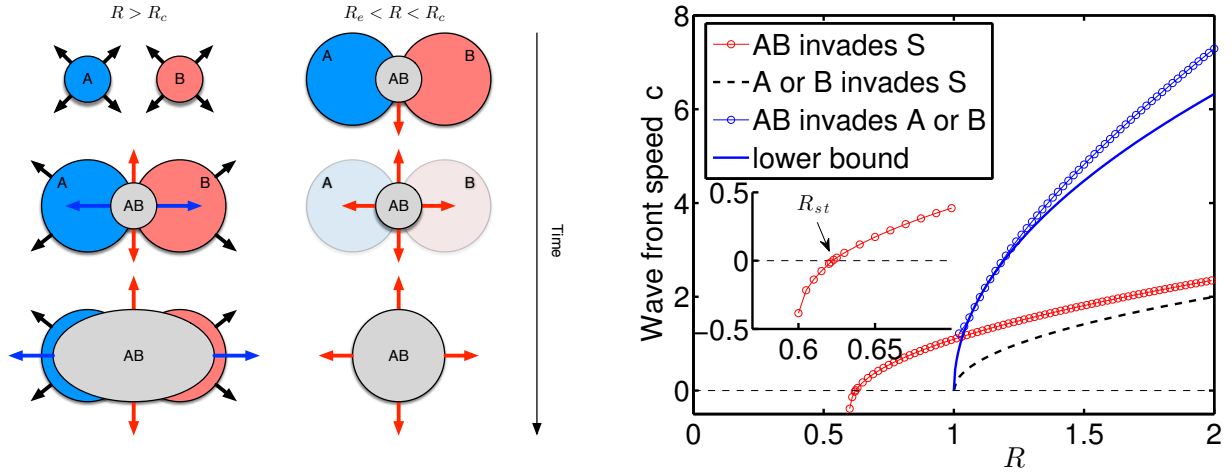 R > R_c
R_e < R < R_c
A
B
A
AB
B
A
AB
B
A
AB
B
AB
AB
Time
AB invades S
A or B invades S
AB invades A or B
lower bound
Wave front speed c
8
6
4
2
0
0
0.5
1
1.5
2
R
0.5
0
−0.5
0.6
0.65
R_{st}